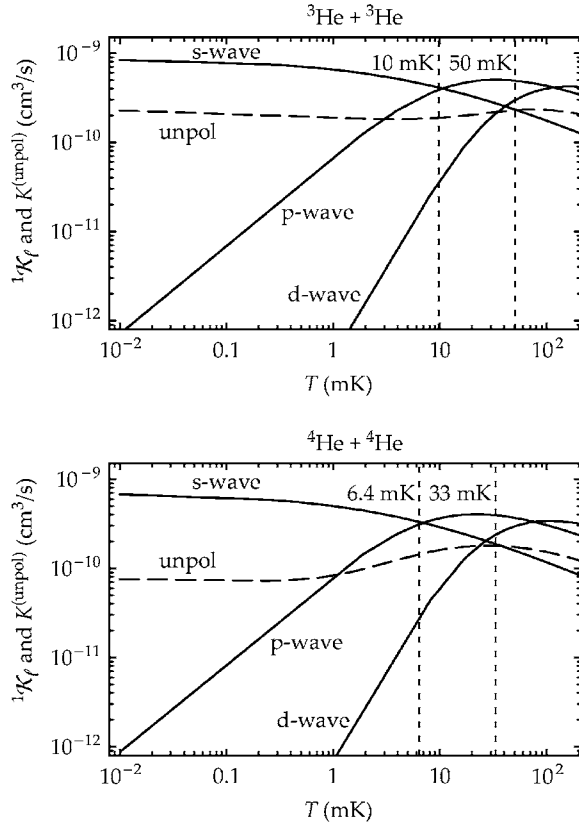 ³He + ³He
10⁻⁹
10⁻¹⁰
10⁻¹¹
10⁻¹²
¹𝒦ℓ and K⁽ᵘⁿᵖᵒˡ⁾ (cm³/s)
s-wave
10 mK
50 mK
unpol
p-wave
d-wave
10⁻² 0.1 1 10 10²
T (mK)
⁴He + ⁴He
10⁻⁹
10⁻¹⁰
10⁻¹¹
10⁻¹²
¹𝒦ℓ and K⁽ᵘⁿᵖᵒˡ⁾ (cm³/s)
s-wave
6.4 mK
33 mK
unpol
p-wave
d-wave
10⁻² 0.1 1 10 10²
T (mK)